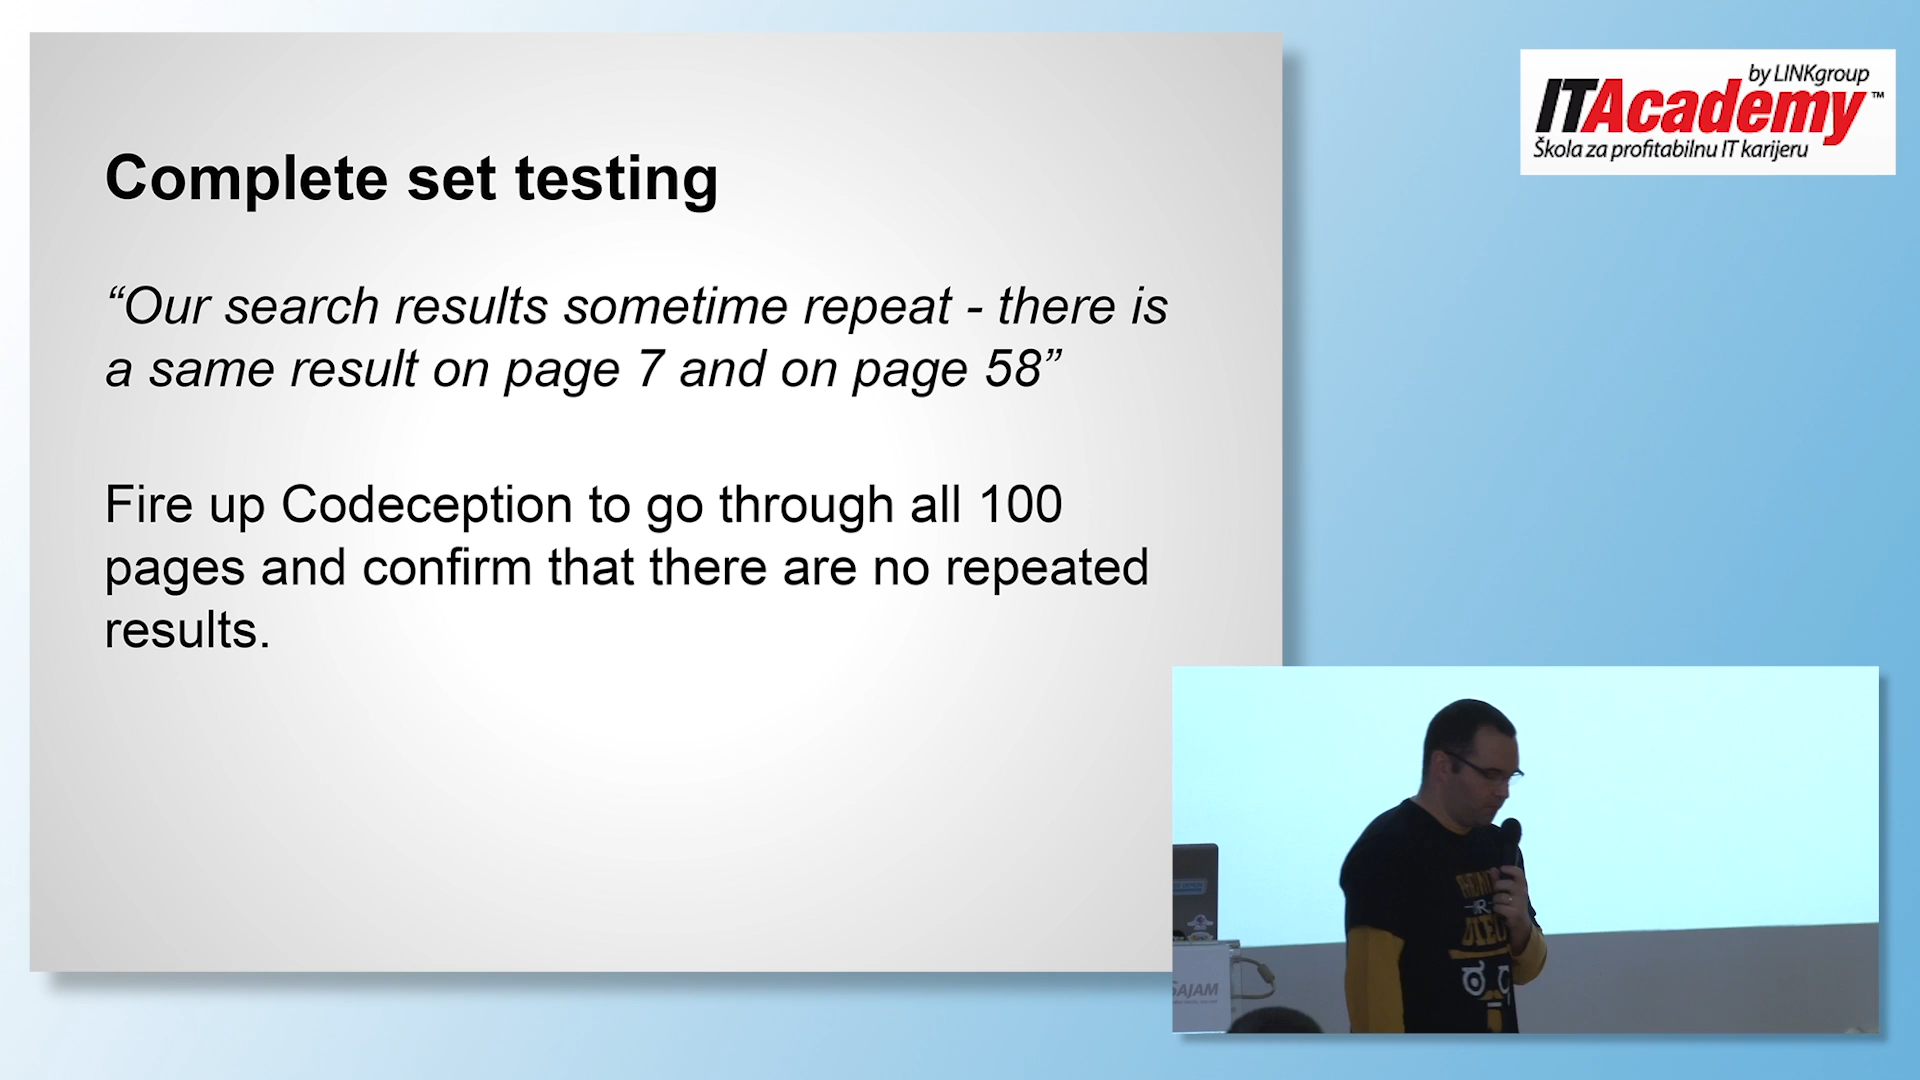 Complete set testing
“Our search results sometime repeat - there is
a same result on page 7 and on page 58”
Fire up Codeception to go through all 100
pages and confirm that there are no repeated
results.
by LINKgroup
ITAcademy™
Škola za profitabilnu IT karijeru
SAJAM